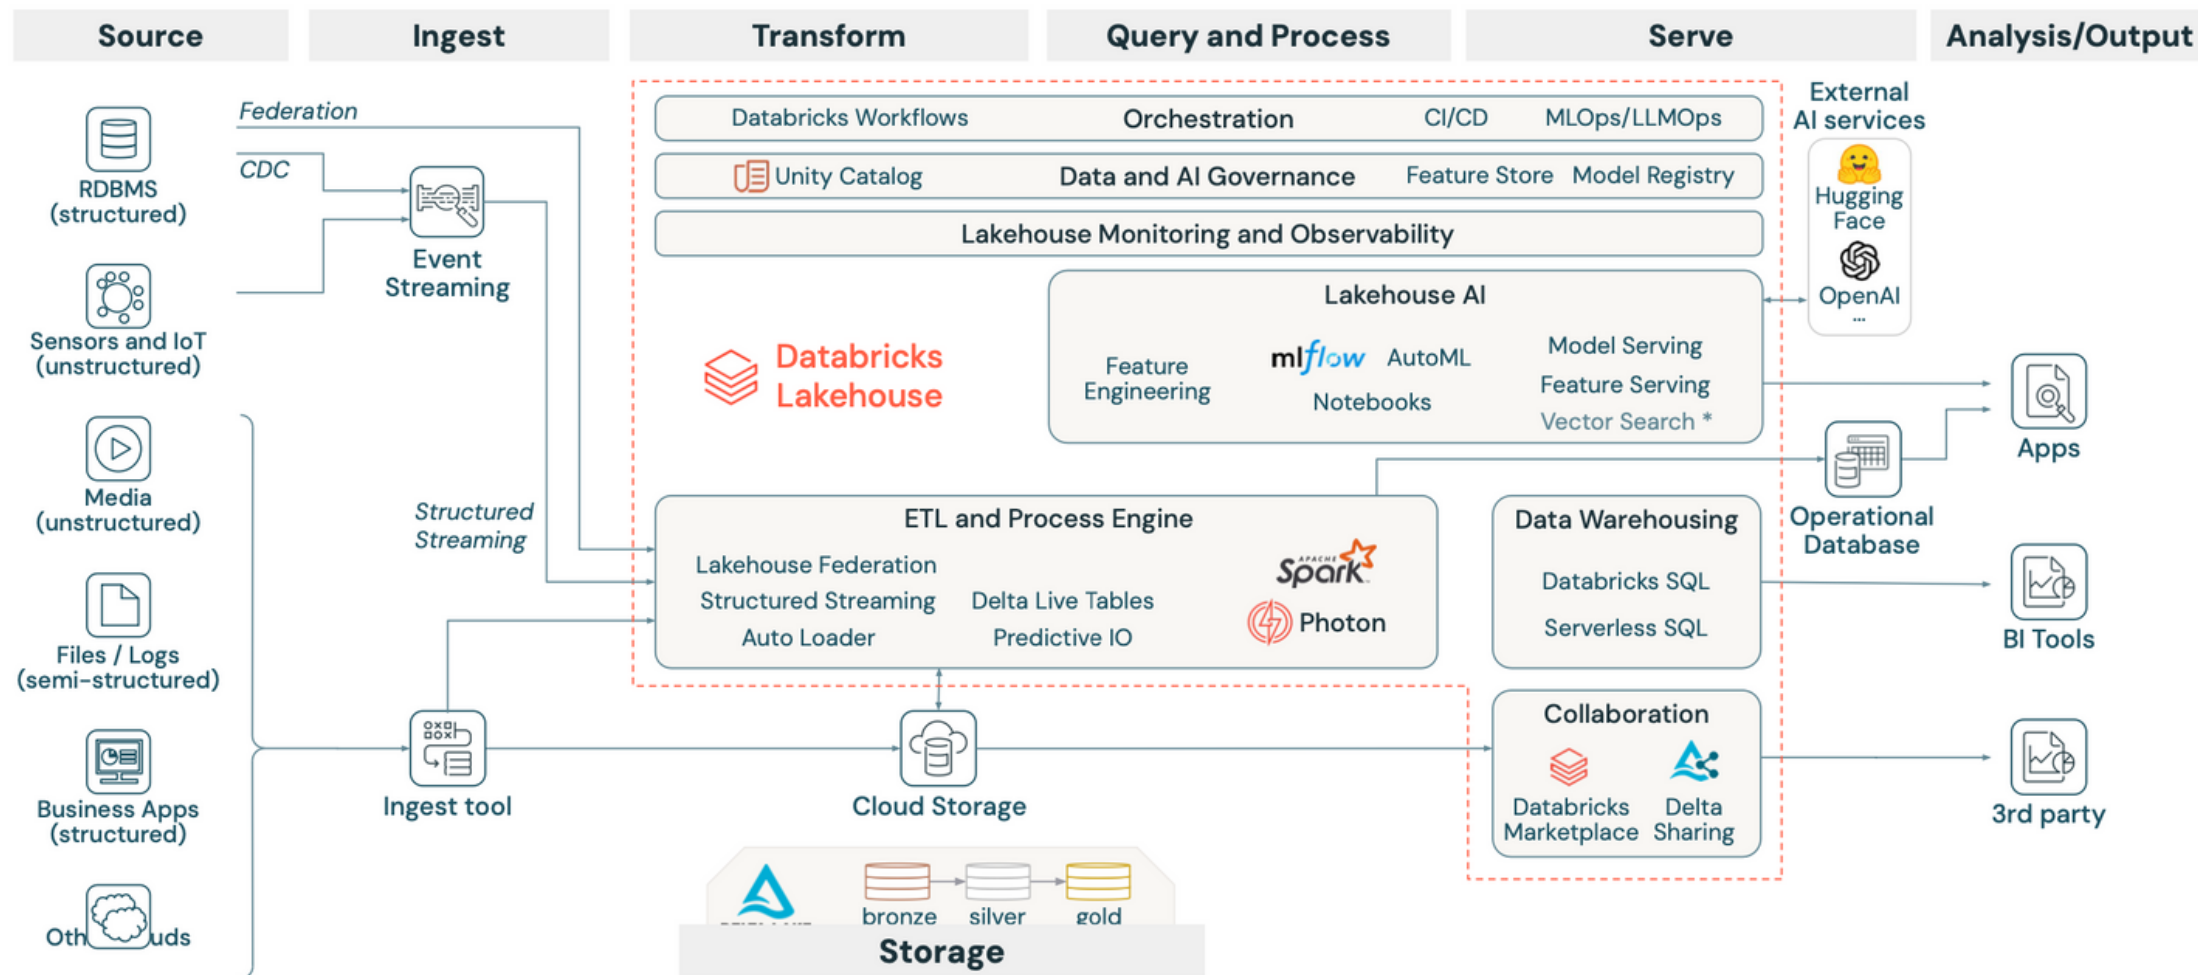 Source
Ingest
Transform
Query and Process
Serve
Analysis/Output
Federation
CDC
RDBMS
(structured)
Sensors and IoT
(unstructured)
Media
(unstructured)
Files / Logs
(semi-structured)
Business Apps
(structured)
Oth uds
Event
Streaming
Structured
Streaming
Ingest tool
Databricks Workflows Orchestration CI/CD MLOps/LLMOps
Unity Catalog Data and AI Governance Feature Store Model Registry
Lakehouse Monitoring and Observability
Databricks
Lakehouse
Lakehouse AI
Feature
Engineering
mlflow AutoML
Notebooks
Model Serving
Feature Serving
Vector Search *
ETL and Process Engine
Lakehouse Federation
Structured Streaming
Auto Loader
Delta Live Tables
Predictive IO
APACHE
Spark
Photon
Data Warehousing
Databricks SQL
Serverless SQL
Collaboration
Databricks
Marketplace
Delta
Sharing
Cloud Storage
bronze silver gold
Storage
External
AI services
Hugging
Face
OpenAI
...
Operational
Database
Apps
BI Tools
3rd party